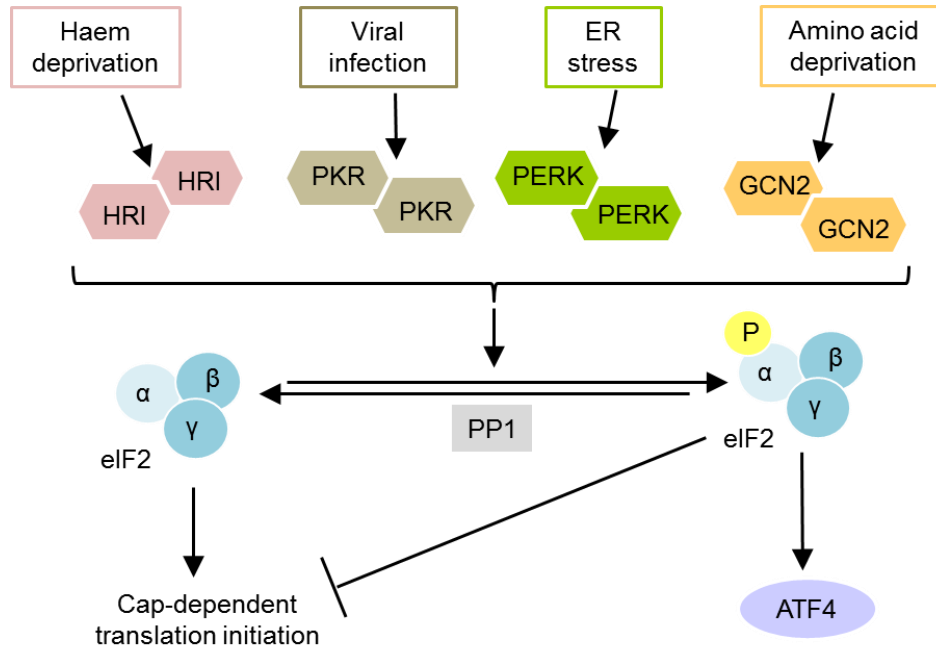 Haem
deprivation
Viral
infection
ER
stress
Amino acid
deprivation
HRI
HRI
PKR
PKR
PERK
PERK
GCN2
GCN2
α
β
γ
eIF2
PP1
P
α
β
γ
eIF2
Cap-dependent
translation initiation
ATF4